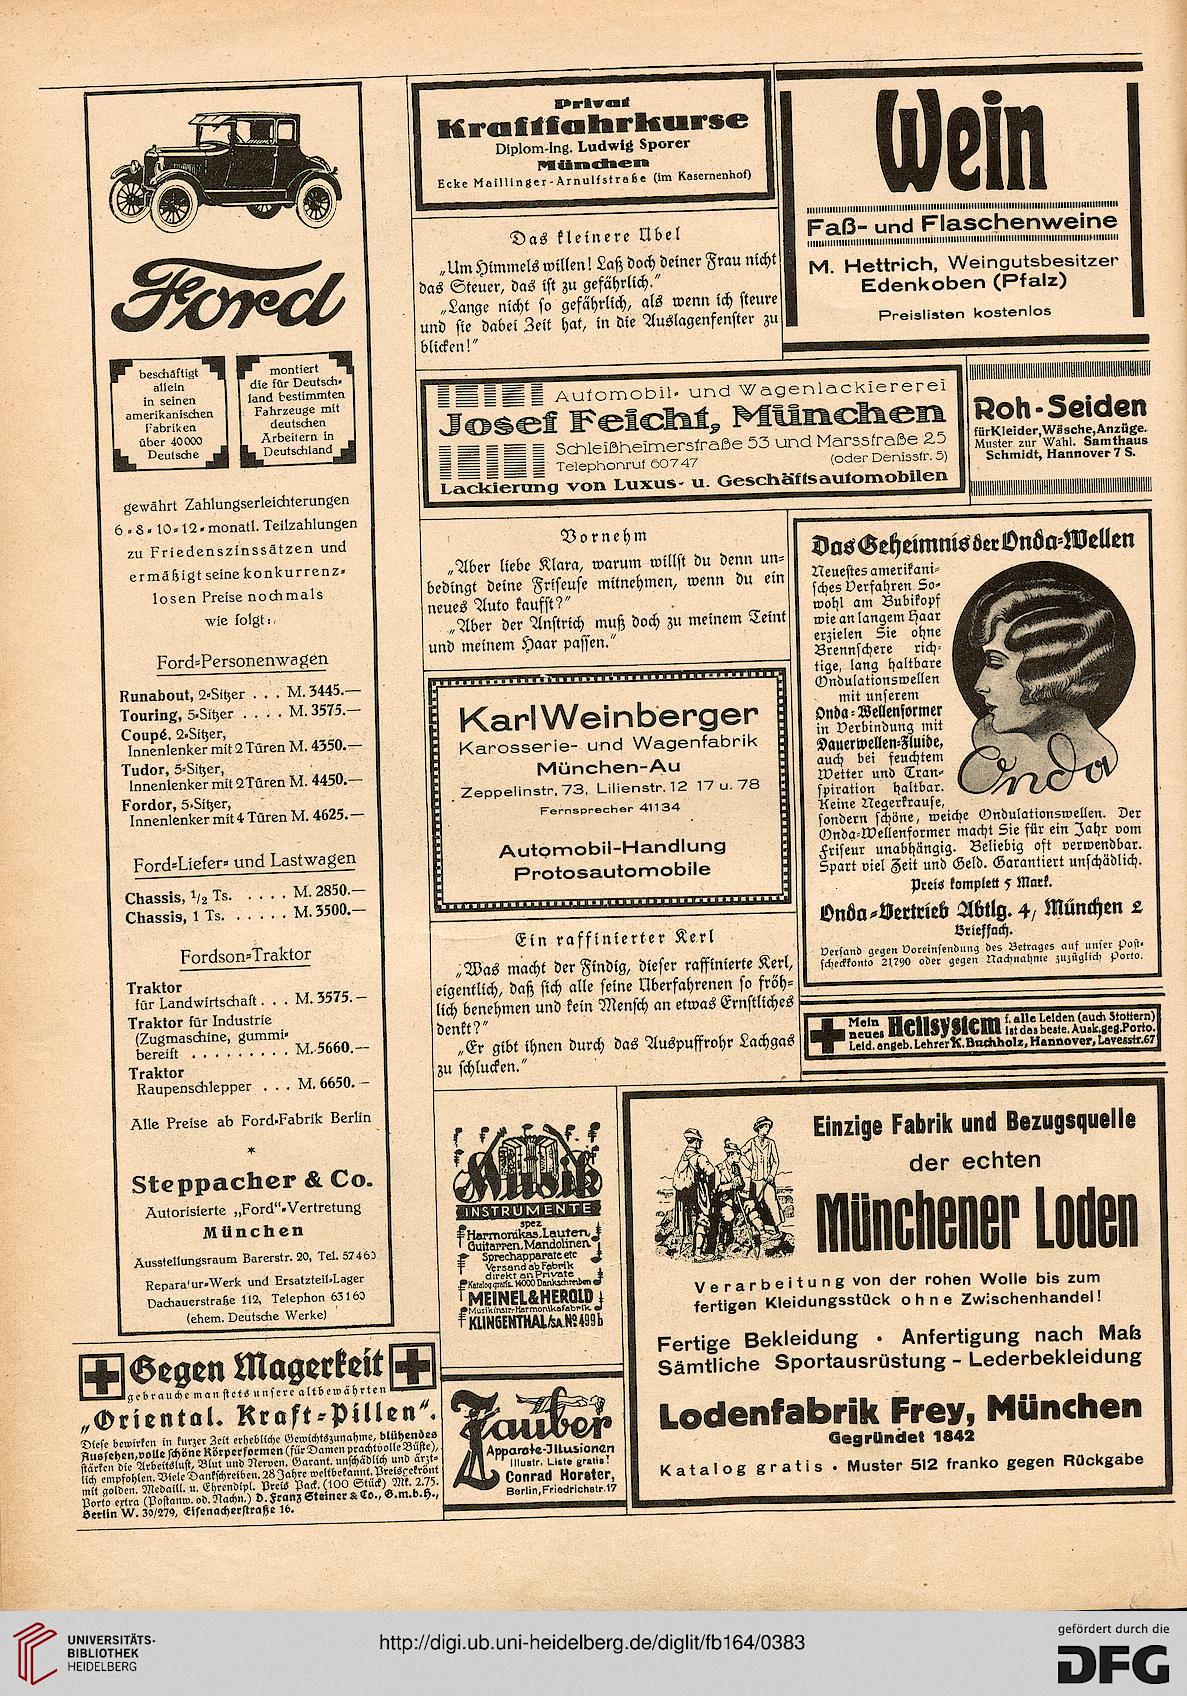 Ford
beschäftigt
allein
in seinen
amerikanischen
Fabriken
über 40000
Deutsche
montiert
die für Deutsch-
land bestimmten
Fahrzeuge mit
deutschen
Arbeitern in
Deutschland
gewährt Zahlungserleichterungen
6-8-10-12-monatl. Teilzahlungen
zu Friedenszinssätzen und
ermäßigt seine konkurrenz-
losen Preise nochmals
wie folgt:
Ford-Personenwagen
Runabout, 2-Sitzer . . . M. 3445.—
Touring, 5-Sitzer . . . . M. 3575.—
Coupé, 2-Sitzer,
Innenlenker mit 2 Türen M. 4350.—
Tudor, 5-Sitzer,
Innenlenker mit 2 Türen M. 4450.—
Fordor, 5-Sitzer,
Innenlenker mit 4 Türen M. 4625.—
Ford-Liefer- und Lastwagen
Chassis, 1/2 Ts. . . . . . M. 2850.—
Chassis, 1 Ts. . . . . . M. 3500.—
Fordson-Traktor
Traktor
für Landwirtschaft . . . M. 3575.—
Traktor für Industrie
(Zugmaschine, gummi-
bereift . . . . . . . . . M. 5660.—
Traktor
Raupenschlepper . . . M. 6650.—
Alle Preise ab Ford-Fabrik Berlin
*
Steppacher & Co.
Autorisierte „Ford“-Vertretung
München
Ausstellungsraum Barerstr. 20, Tel. 57463
Reparatur-Werk und Ersatzteil-Lager
Dachauerstraße 112, Telephon 63163
(ehem. Deutsche Werke)
Gegen Magerkeit
gebrauche man stets unsere altbewährten
„Oriental. Kraft-Pillen“.
Diese bewirken in kurzer Zeit erhebliche Gewichtszunahme, blühendes
Aussehen, volle schöne Körperformen (für Damen prachtvolle Büste),
stärken die Arbeitslust, Blut und Nerven. Garant. unschädlich und ärzt-
lich empfohlen. Viele Dankschreiben. 28 Jahre weltbekannt. Preisgekrönt
mit golden. Medaill. u. Ehrendipl. Preis Pack. (100 Stück) Mk. 2.75,
Porto extra (Postanw. od. Nachn.) D. Franz Steiner & Co., G.m.b.H.,
Berlin W. 30/279, Eisenacherstraße 16.
Privat
Kraftfahrkurse
Diplom-Ing. Ludwig Sporer
München
Ecke Maillinger-Arnulfstraße (im Kasernenhof)
Das kleinere Übel
„Um Himmels willen! Laß doch deiner Frau nicht
das Steuer, das ist zu gefährlich.“
„Lange nicht so gefährlich, als wenn ich steure
und sie dabei Zeit hat, in die Auslagenfenster zu
blicken!“
Wein
Faß- und Flaschenweine
M. Hettrich, Weingutsbesitzer
Edenkoben (Pfalz)
Preislisten kostenlos
Automobil- und Wagenlackiererei
Josef Feicht, München
Schleißheimerstraße 53 und Marsstraße 25
Telephonruf 60747 (oder Denisstr. 5)
Lackierung von Luxus- u. Geschäftsautomobilen
Roh-Seiden
für Kleider, Wäsche, Anzüge.
Muster zur Wahl. Samthaus
Schmidt, Hannover 7 S.
Vornehm
„Aber liebe Klara, warum willst du denn un-
bedingt deine Friseuse mitnehmen, wenn du ein
neues Auto kaufst?“
„Aber der Anstrich muß doch zu meinem Teint
und meinem Haar passen.“
Karl Weinberger
Karosserie- und Wagenfabrik
München-Au
Zeppelinstr. 73, Lilienstr. 12 17 u. 78
Fernsprecher 41134
Automobil-Handlung
Protosautomobile
Ein raffinierter Kerl
„Was macht der Findig, dieser raffinierte Kerl,
eigentlich, daß sich alle seine Überfahrenen so fröh-
lich benehmen und kein Mensch an etwas Ernstliches
denkt?“
„Er gibt ihnen durch das Auspuffrohr Lachgas
zu schlucken.“
Das Geheimnis der Onda-Wellen
Neuestes amerikani-
sches Verfahren. So-
wohl am Bubikopf
wie an langem Haar
erzielen Sie ohne
Brennschere rich-
tige, lang haltbare
Ondulationswellen
mit unserem
Onda-Wellenformer
in Verbindung mit
Dauerwellen-Fluide,
auch bei feuchtem
Wetter und Tran-
spiration haltbar.
Keine Negerkrause,
sondern schöne, weiche Ondulationswellen. Der
Onda-Wellenformer macht Sie für ein Jahr vom
Friseur unabhängig. Beliebig oft verwendbar.
Spart viel Zeit und Geld. Garantiert unschädlich.
Preis komplett 5 Mark.
Onda-Vertrieb Abtlg. 4, München 2
Brieffach.
Versand gegen Voreinsendung des Betrages auf unser Post-
scheckkonto 21790 oder gegen Nachnahme zuzüglich Porto.
Onda
Mein neues Heilsystem f. alle Leiden (auch Stottern)
ist das beste. Ausk. geg. Porto.
Leid. angeb. Lehrer K. Buchholz, Hannover, Lavesstr. 67
Musik
INSTRUMENTE
spez.
Harmonikas, Lauten,
Guitarren, Mandolinen
Sprechapparate etc
Versand ab Fabrik
direkt an Private
Katalog gratis. 14000 Dankschreiben
MEINEL & HEROLD
Musikinstr. Harmonikafabrik
KLINGENTHAL/SA. No 499b
Zauber
Apparate-Jllusionen
Jllustr. Liste gratis!
Conrad Horster,
Berlin, Friedrichstr. 17
Einzige Fabrik und Bezugsquelle
der echten
Münchener Loden
Verarbeitung von der rohen Wolle bis zum
fertigen Kleidungsstück ohne Zwischenhandel!
Fertige Bekleidung · Anfertigung nach Maß
Sämtliche Sportausrüstung - Lederbekleidung
Lodenfabrik Frey, München
Gegründet 1842
Katalog gratis · Muster 512 franko gegen Rückgabe
UNIVERSITÄTS-
BIBLIOTHEK
HEIDELBERG
http://digi.ub.uni-heidelberg.de/diglit/fb164/0383
gefördert durch die
DFG